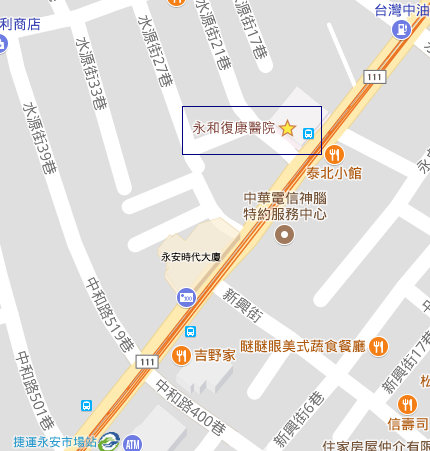 台灣中油
利商店
水源街17巷
水源街21巷
水源街27巷
水源街33巷
水源街39巷
111
永和復康醫院
泰北小館
中華電信神腦
特約服務中心
永安時代大廈
新興街
中和路519巷
瞇瞇眼美式蔬食餐廳
吉野家
111
新興街17巷
中和路400巷
中和路501巷
新興街6巷
信壽司
捷運永安市場站
ATM
住家房屋仲介有限